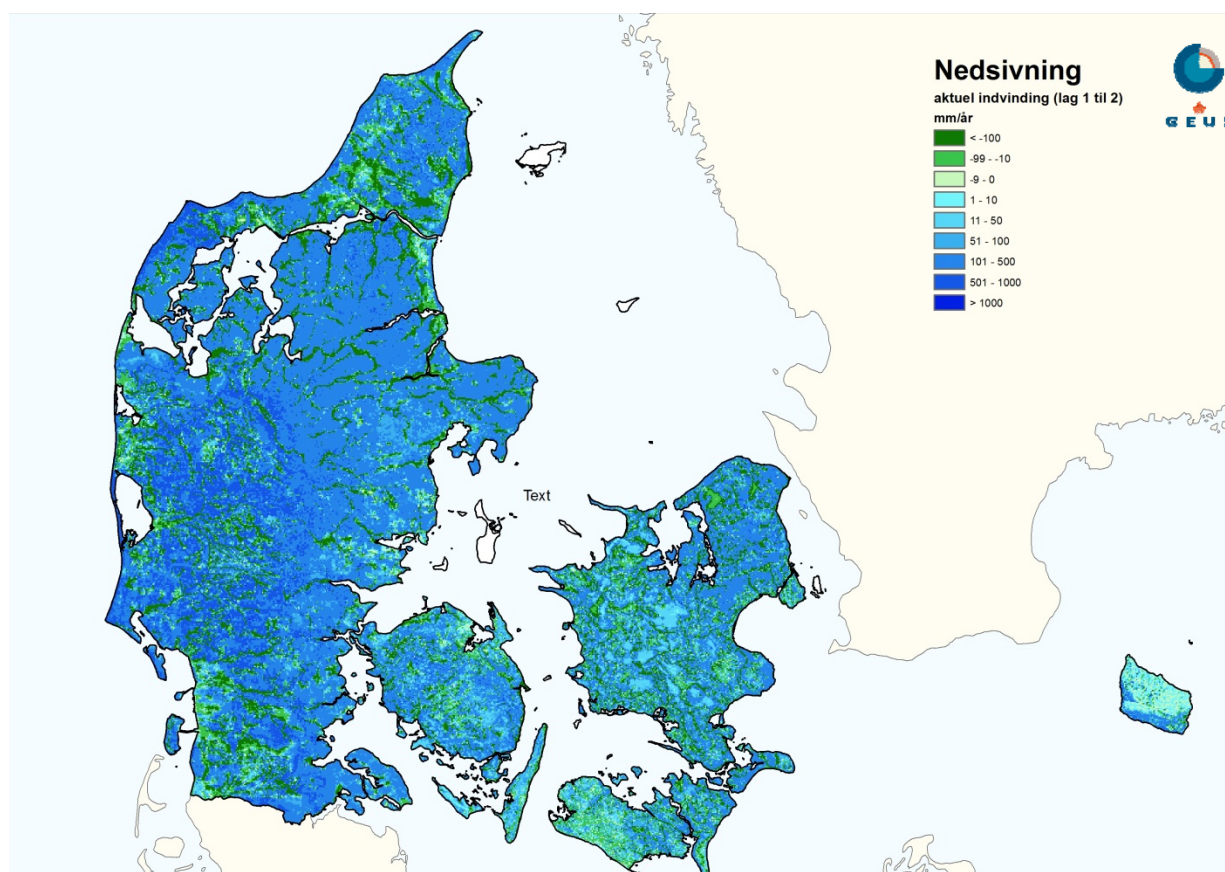 Nedsivning
aktuel indvinding (lag 1 til 2)
mm/år
< -100
-99 - -10
-9 - 0
1 - 10
11 - 50
51 - 100
101 - 500
501 - 1000
> 1000
G E U S
Text